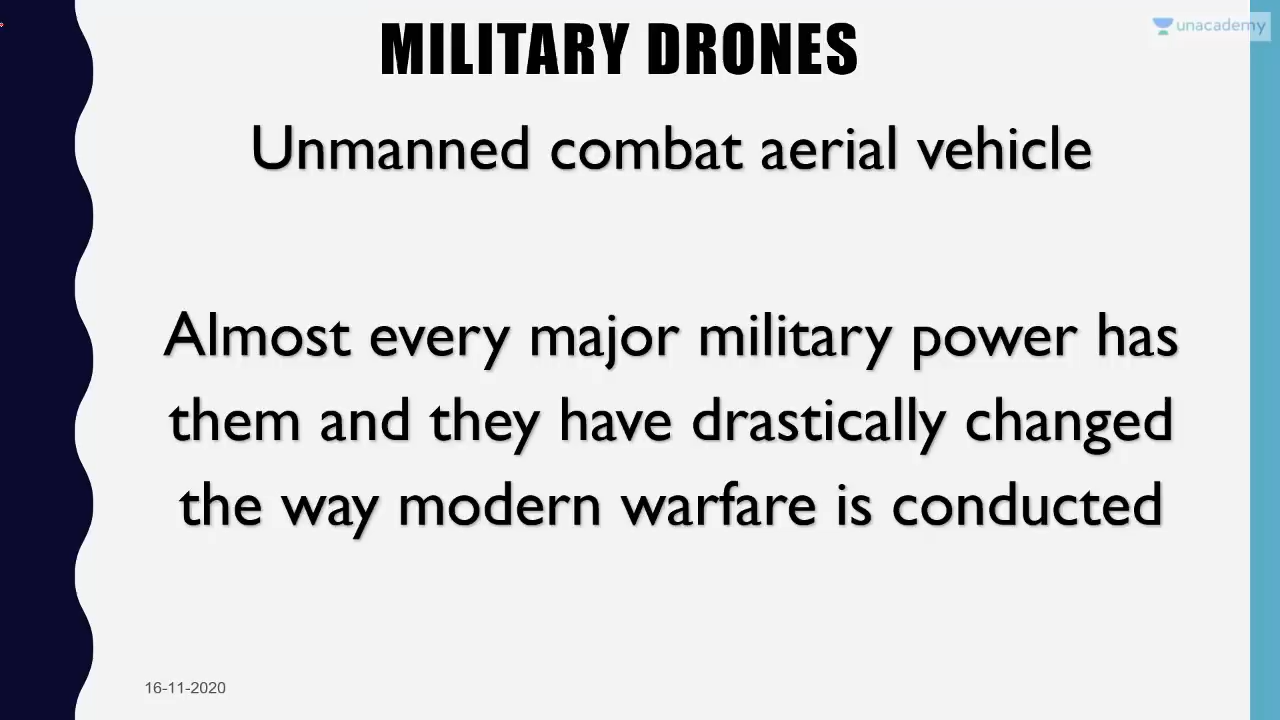 MILITARY DRONES
unacademy
Unmanned combat aerial vehicle
Almost every major military power has
them and they have drastically changed
the way modern warfare is conducted
16-11-2020